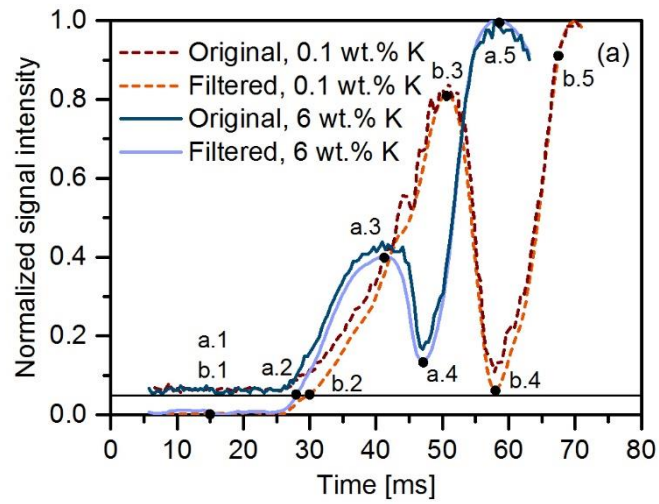 (a)
Original, 0.1 wt.% K
Filtered, 0.1 wt.% K
Original, 6 wt.% K
Filtered, 6 wt.% K
b.3
a.5
b.5
a.3
a.1
b.1
a.2
b.2
a.4
b.4
Normalized signal intensity
1.0
0.8
0.6
0.4
0.2
0.0
0 10 20 30 40 50 60 70 80
Time [ms]